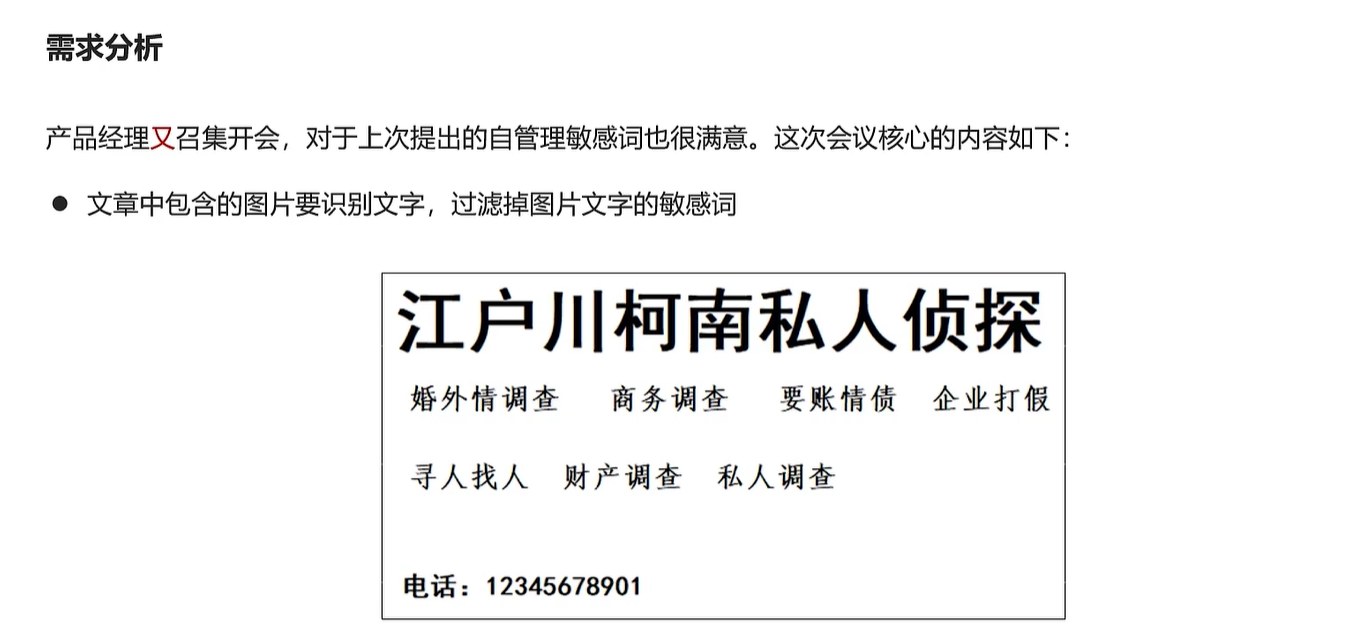 需求分析
产品经理又召集开会，对于上次提出的自管理敏感词也很满意。这次会议核心的内容如下：
● 文章中包含的图片要识别文字，过滤掉图片文字的敏感词
江户川柯南私人侦探
婚外情调查 商务调查 要账情债 企业打假
寻人找人 财产调查 私人调查
电话：12345678901